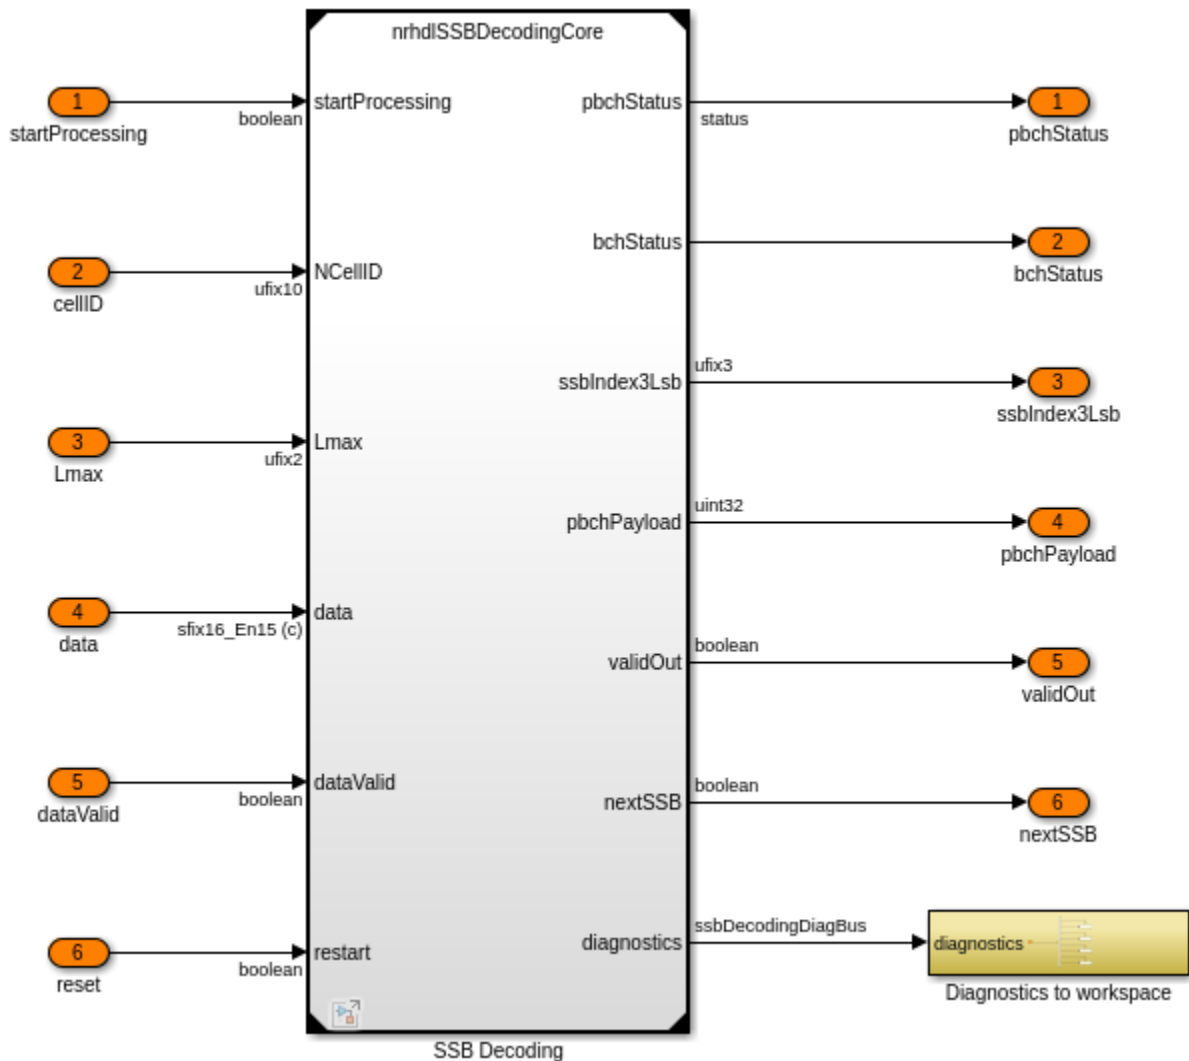 nrhdlSSBDecodingCore
1
startProcessing
boolean
startProcessing
pbchStatus
status
1
pbchStatus
bchStatus
2
bchStatus
2
cellID
ufix10
NCellID
ssbIndex3Lsb
ufix3
3
ssbIndex3Lsb
3
Lmax
ufix2
Lmax
pbchPayload
uint32
4
pbchPayload
4
data
sfix16_En15 (c)
data
validOut
boolean
5
validOut
5
dataValid
boolean
dataValid
nextSSB
boolean
6
nextSSB
6
reset
boolean
restart
diagnostics
ssbDecodingDiagBus
diagnostics
Diagnostics to workspace
SSB Decoding